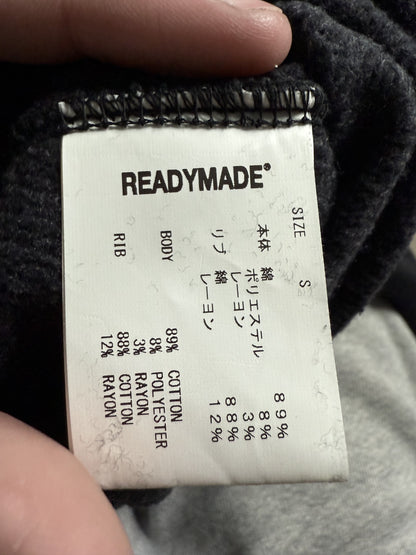 READYMADE®
SIZE S
本体 綿 89%
ポリエステル 8%
レーヨン 3%
リブ 綿 88%
レーヨン 12%
BODY 89% COTTON
8% POLYESTER
3% RAYON
RIB 88% COTTON
12% RAYON